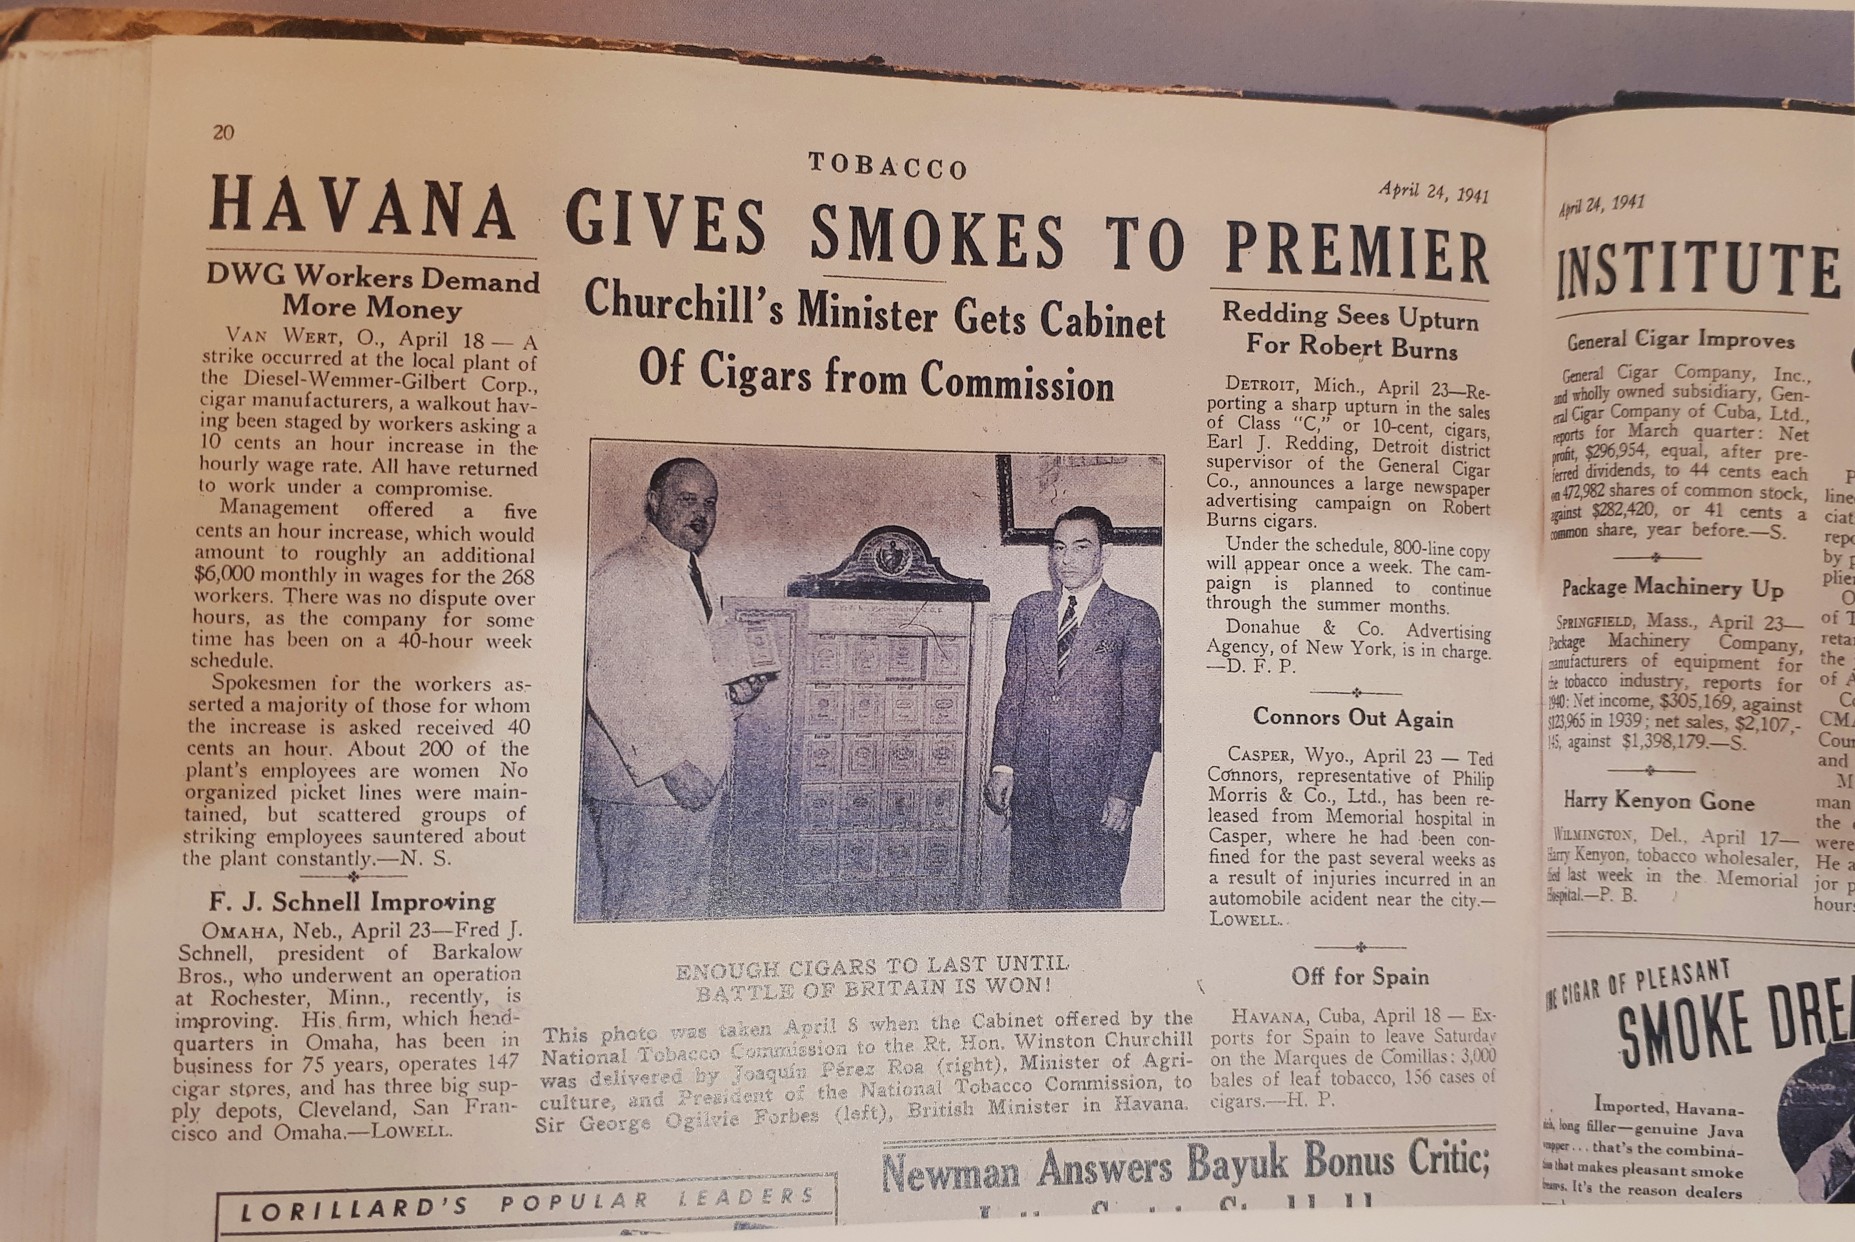 20
TOBACCO
April 24, 1941
HAVANA GIVES SMOKES TO PREMIER
DWG Workers Demand
More Money
VAN WERT, O., April 18 — A
strike occurred at the local plant of
the Diesel-Wemmer-Gilbert Corp.,
cigar manufacturers, a walkout hav-
ing been staged by workers asking a
10 cents an hour increase in the
hourly wage rate. All have returned
to work under a compromise.
Management offered a five
cents an hour increase, which would
amount to roughly an additional
$6,000 monthly in wages for the 268
workers. There was no dispute over
hours, as the company for some
time has been on a 40-hour week
schedule.
Spokesmen for the workers as-
serted a majority of those for whom
the increase is asked received 40
cents an hour. About 200 of the
plant's employees are women No
organized picket lines were main-
tained, but scattered groups of
striking employees sauntered about
the plant constantly.—N. S.
F. J. Schnell Improving
OMAHA, Neb., April 23—Fred J.
Schnell, president of Barkalow
Bros., who underwent an operation
at Rochester, Minn., recently, is
improving. His firm, which head-
quarters in Omaha, has been in
business for 75 years, operates 147
cigar stores, and has three big sup-
ply depots, Cleveland, San Fran-
cisco and Omaha.—LOWELL.
LORILLARD'S POPULAR LEADERS
Churchill's Minister Gets Cabinet
Of Cigars from Commission
ENOUGH CIGARS TO LAST UNTIL
BATTLE OF BRITAIN IS WON!
This photo was taken April 8 when the Cabinet offered by the
National Tobacco Commission to the Rt. Hon. Winston Churchill
was delivered by Joaquín Pérez Roa (right), Minister of Agri-
culture, and President of the National Tobacco Commission, to
Sir George Ogilvie Forbes (left), British Minister in Havana.
Newman Answers Bayuk Bonus Critic;
Redding Sees Upturn
For Robert Burns
DETROIT, Mich., April 23—Re-
porting a sharp upturn in the sales
of Class "C," or 10-cent, cigars,
Earl J. Redding, Detroit district
supervisor of the General Cigar
Co., announces a large newspaper
advertising campaign on Robert
Burns cigars.
Under the schedule, 800-line copy
will appear once a week. The cam-
paign is planned to continue
through the summer months.
Donahue & Co. Advertising
Agency, of New York, is in charge.
—D. F. P.
Connors Out Again
CASPER, Wyo., April 23 — Ted
Connors, representative of Philip
Morris & Co., Ltd., has been re-
leased from Memorial hospital in
Casper, where he had been con-
fined for the past several weeks as
a result of injuries incurred in an
automobile acident near the city.—
LOWELL.
Off for Spain
HAVANA, Cuba, April 18 — Ex-
ports for Spain to leave Saturday
on the Marques de Comillas: 3,000
bales of leaf tobacco, 156 cases of
cigars.—H. P.
April 24, 1941
INSTITUTE
General Cigar Improves
General Cigar Company, Inc.,
and wholly owned subsidiary, Gen-
eral Cigar Company of Cuba, Ltd.,
reports for March quarter: Net
profit, $296,954, equal, after pre-
ferred dividends, to 44 cents each
on 472,982 shares of common stock,
against $282,420, or 41 cents a
common share, year before.—S.
Package Machinery Up
SPRINGFIELD, Mass., April 23—
Package Machinery Company,
manufacturers of equipment for
the tobacco industry, reports for
1940: Net income, $305,169, against
$123,965 in 1939; net sales, $2,107,-
145, against $1,398,179.—S.
Harry Kenyon Gone
WILMINGTON, Del., April 17—
Harry Kenyon, tobacco wholesaler,
died last week in the Memorial
Hospital.—P. B.
CIGAR OF PLEASANT
SMOKE
Imported, Havana-
long filler—genuine Java
wrapper... that's the combina-
tion that makes pleasant smoke
dreams. It's the reason dealers